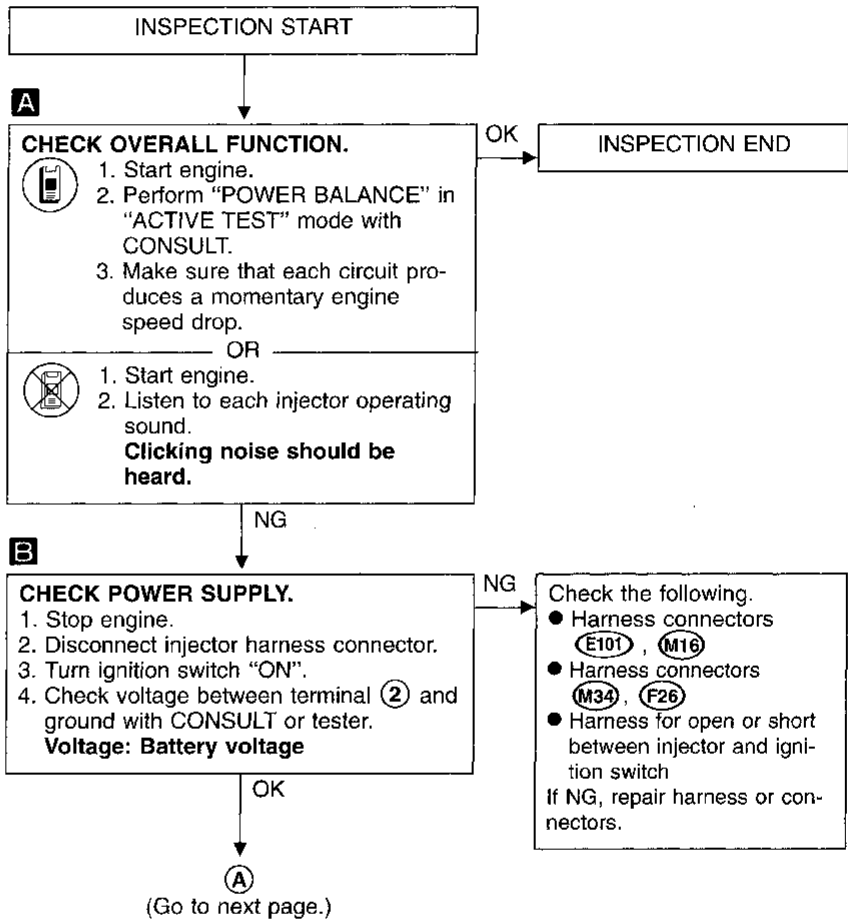 INSPECTION START
A
CHECK OVERALL FUNCTION.
1. Start engine.
2. Perform “POWER BALANCE” in
“ACTIVE TEST” mode with
CONSULT.
3. Make sure that each circuit pro-
duces a momentary engine
speed drop.
OR
1. Start engine.
2. Listen to each injector operating
sound.
Clicking noise should be
heard.
OK
INSPECTION END
NG
B
CHECK POWER SUPPLY.
1. Stop engine.
2. Disconnect injector harness connector.
3. Turn ignition switch “ON”.
4. Check voltage between terminal 2 and
ground with CONSULT or tester.
Voltage: Battery voltage
NG
Check the following.
● Harness connectors
E101 , M16
● Harness connectors
M34 , F26
● Harness for open or short
between injector and igni-
tion switch
If NG, repair harness or con-
nectors.
OK
A
(Go to next page.)